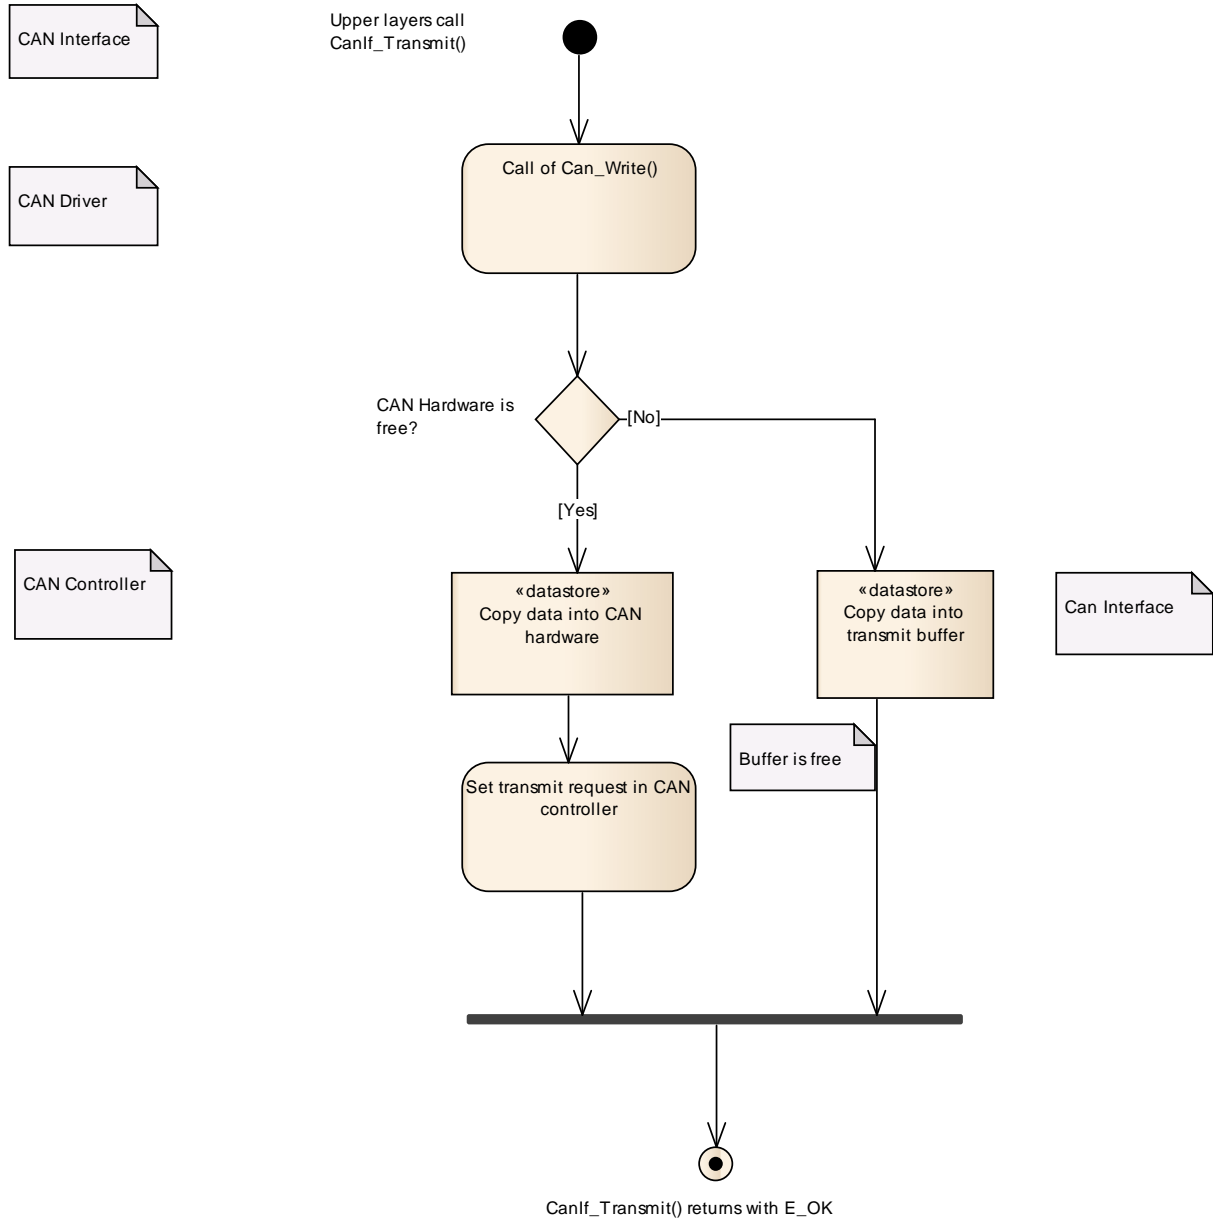 CAN Interface
Upper layers call
CanIf_Transmit()
CAN Driver
Call of Can_Write()
CAN Hardware is
free?
[No]
[Yes]
CAN Controller
«datastore»
Copy data into CAN
hardware
«datastore»
Copy data into
transmit buffer
Can Interface
Buffer is free
Set transmit request in CAN
controller
CanIf_Transmit() returns with E_OK